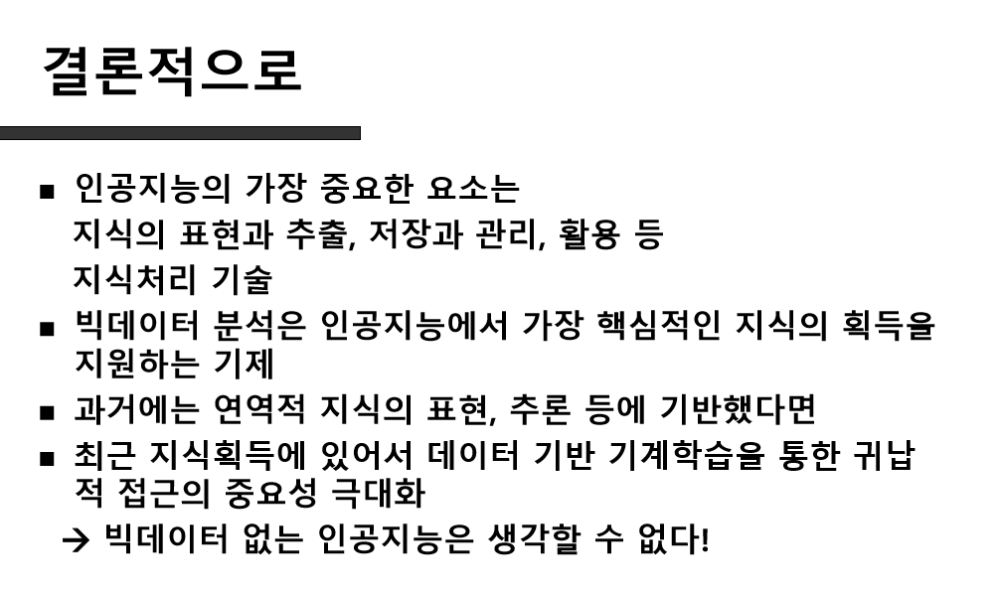 결론적으로
■ 인공지능의 가장 중요한 요소는
지식의 표현과 추출, 저장과 관리, 활용 등
지식처리 기술
■ 빅데이터 분석은 인공지능에서 가장 핵심적인 지식의 획득을
지원하는 기제
■ 과거에는 연역적 지식의 표현, 추론 등에 기반했다면
■ 최근 지식획득에 있어서 데이터 기반 기계학습을 통한 귀납
적 접근의 중요성 극대화
→ 빅데이터 없는 인공지능은 생각할 수 없다!